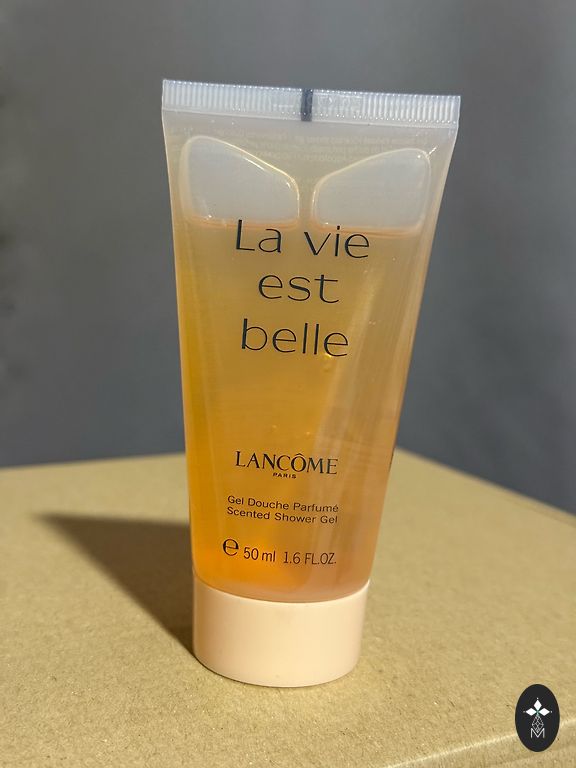 La vie
est
belle
LANCÔME
PARIS
Gel Douche Parfumé
Scented Shower Gel
℮ 50 ml 1.6 FL.OZ.
M